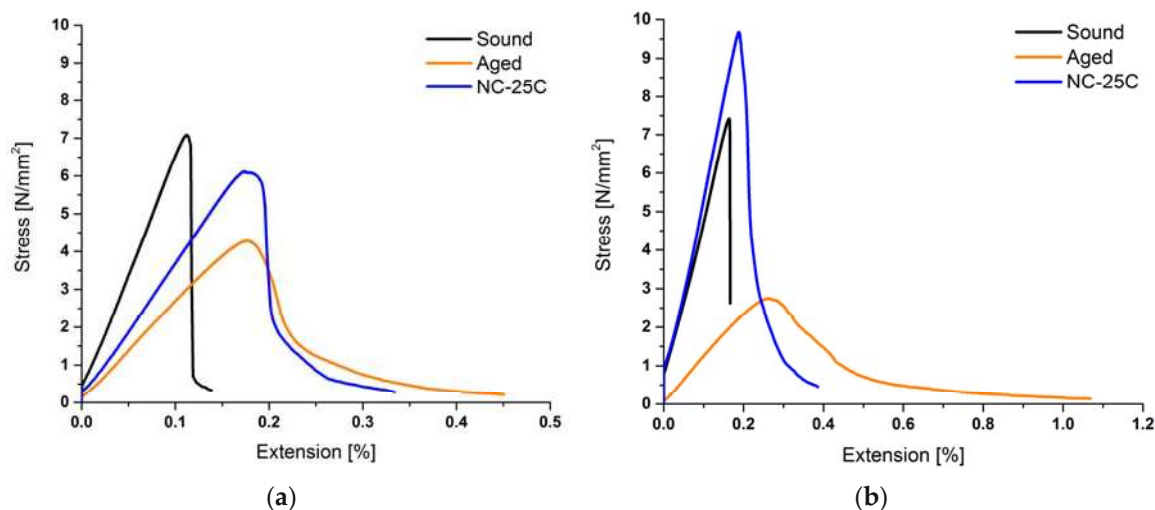 10
9
8
7
6
5
4
3
2
1
0
Stress [N/mm²]
0.0 0.1 0.2 0.3 0.4 0.5
Extension [%]
Sound
Aged
NC-25C
(a)
10
9
8
7
6
5
4
3
2
1
0
Stress [N/mm²]
0.0 0.2 0.4 0.6 0.8 1.0 1.2
Extension [%]
Sound
Aged
NC-25C
(b)